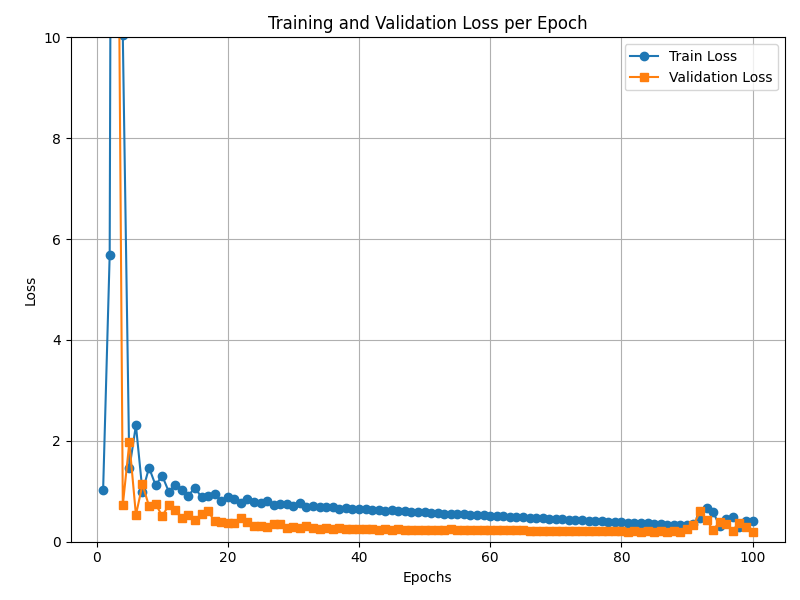 Training and Validation Loss per Epoch
Train Loss
Validation Loss
Loss
10
8
6
4
2
0
0 20 40 60 80 100
Epochs